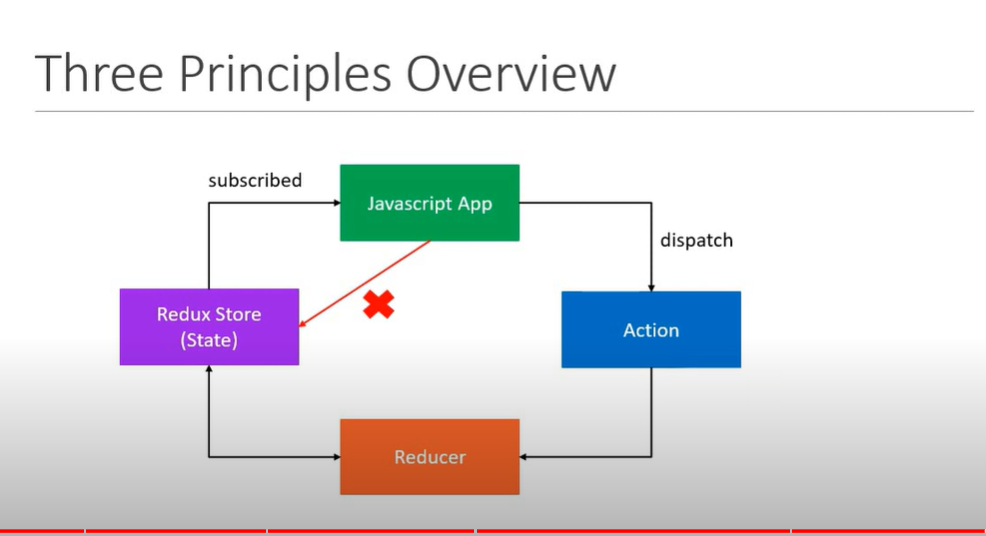 Three Principles Overview
subscribed
Javascript App
dispatch
Redux Store
(State)
Action
Reducer